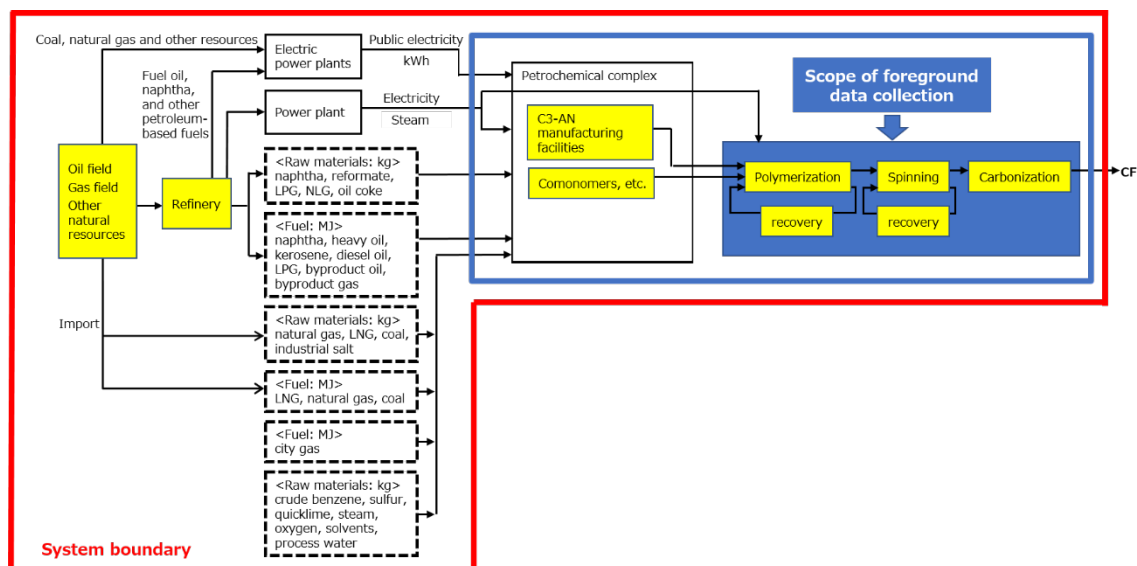 Coal, natural gas and other resources
Fuel oil,
naphtha,
and other
petroleum-
based fuels
Electric
power plants
Public electricity
kWh
Power plant
Electricity
Steam
Oil field
Gas field
Other
natural
resources
Refinery
Import
<Raw materials: kg>
naphtha, reformate,
LPG, NLG, oil coke
<Fuel: MJ>
naphtha, heavy oil,
kerosene, diesel oil,
LPG, byproduct oil,
byproduct gas
<Raw materials: kg>
natural gas, LNG, coal,
industrial salt
<Fuel: MJ>
LNG, natural gas, coal
<Fuel: MJ>
city gas
<Raw materials: kg>
crude benzene, sulfur,
quicklime, steam,
oxygen, solvents,
process water
Petrochemical complex
C3-AN
manufacturing
facilities
Comonomers, etc.
Scope of foreground
data collection
Polymerization
Spinning
Carbonization
recovery
recovery
CF
System boundary